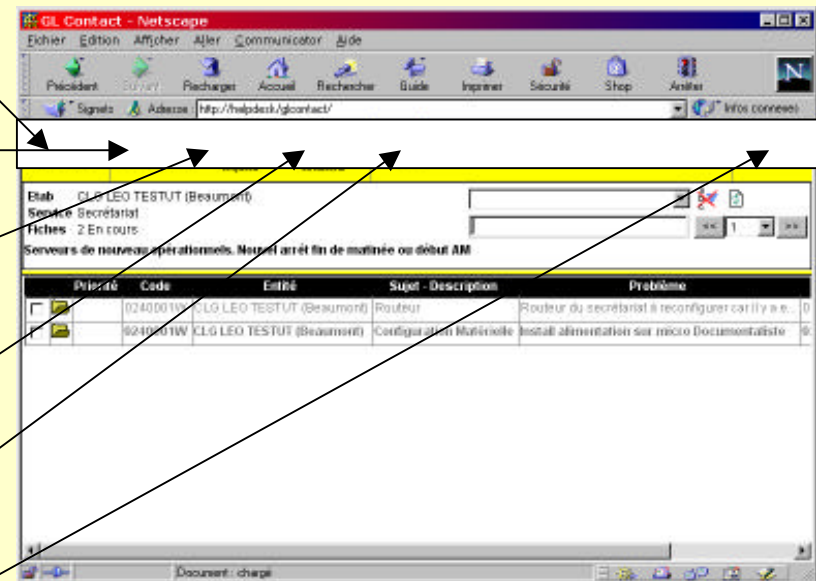 GL Contact - Netscape
Fichier Edition Afficher Aller Communicator Aide
Précédent Suivant Recharger Accueil Rechercher Guide Imprimer Sécurité Shop Arrêter
N
Signets Adresse : http://helpdesk/glcontact/ Infos connexes
Etab CLG LEO TESTUT (Beaumont)
Service Secrétariat
Fiches 2 En cours
<< 1 >>
Serveurs de nouveau opérationnels. Nouvel arrêt fin de matinée ou début AM
Priorité Code Entité Sujet - Description Problème
0240001W CLG LEO TESTUT (Beaumont) Routeur Routeur du secrétariat à reconfigurer car il y a e... 0
0240001W CLG LEO TESTUT (Beaumont) Configuration Matérielle Install alimentation sur micro Documentaliste 0
Document : chargé